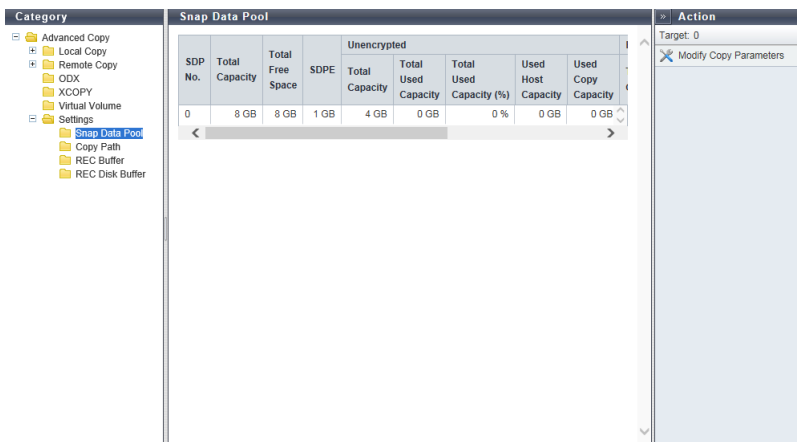 Category
Advanced Copy
Local Copy
Remote Copy
ODX
XCOPY
Virtual Volume
Settings
Snap Data Pool
Copy Path
REC Buffer
REC Disk Buffer
Snap Data Pool
SDP No.
Total Capacity
Total Free Space
SDPE
Unencrypted
Total Capacity
Total Used Capacity
Total Used Capacity (%)
Used Host Capacity
Used Copy Capacity
0 8 GB 8 GB 1 GB 4 GB 0 GB 0 % 0 GB 0 GB
» Action
Target: 0
Modify Copy Parameters